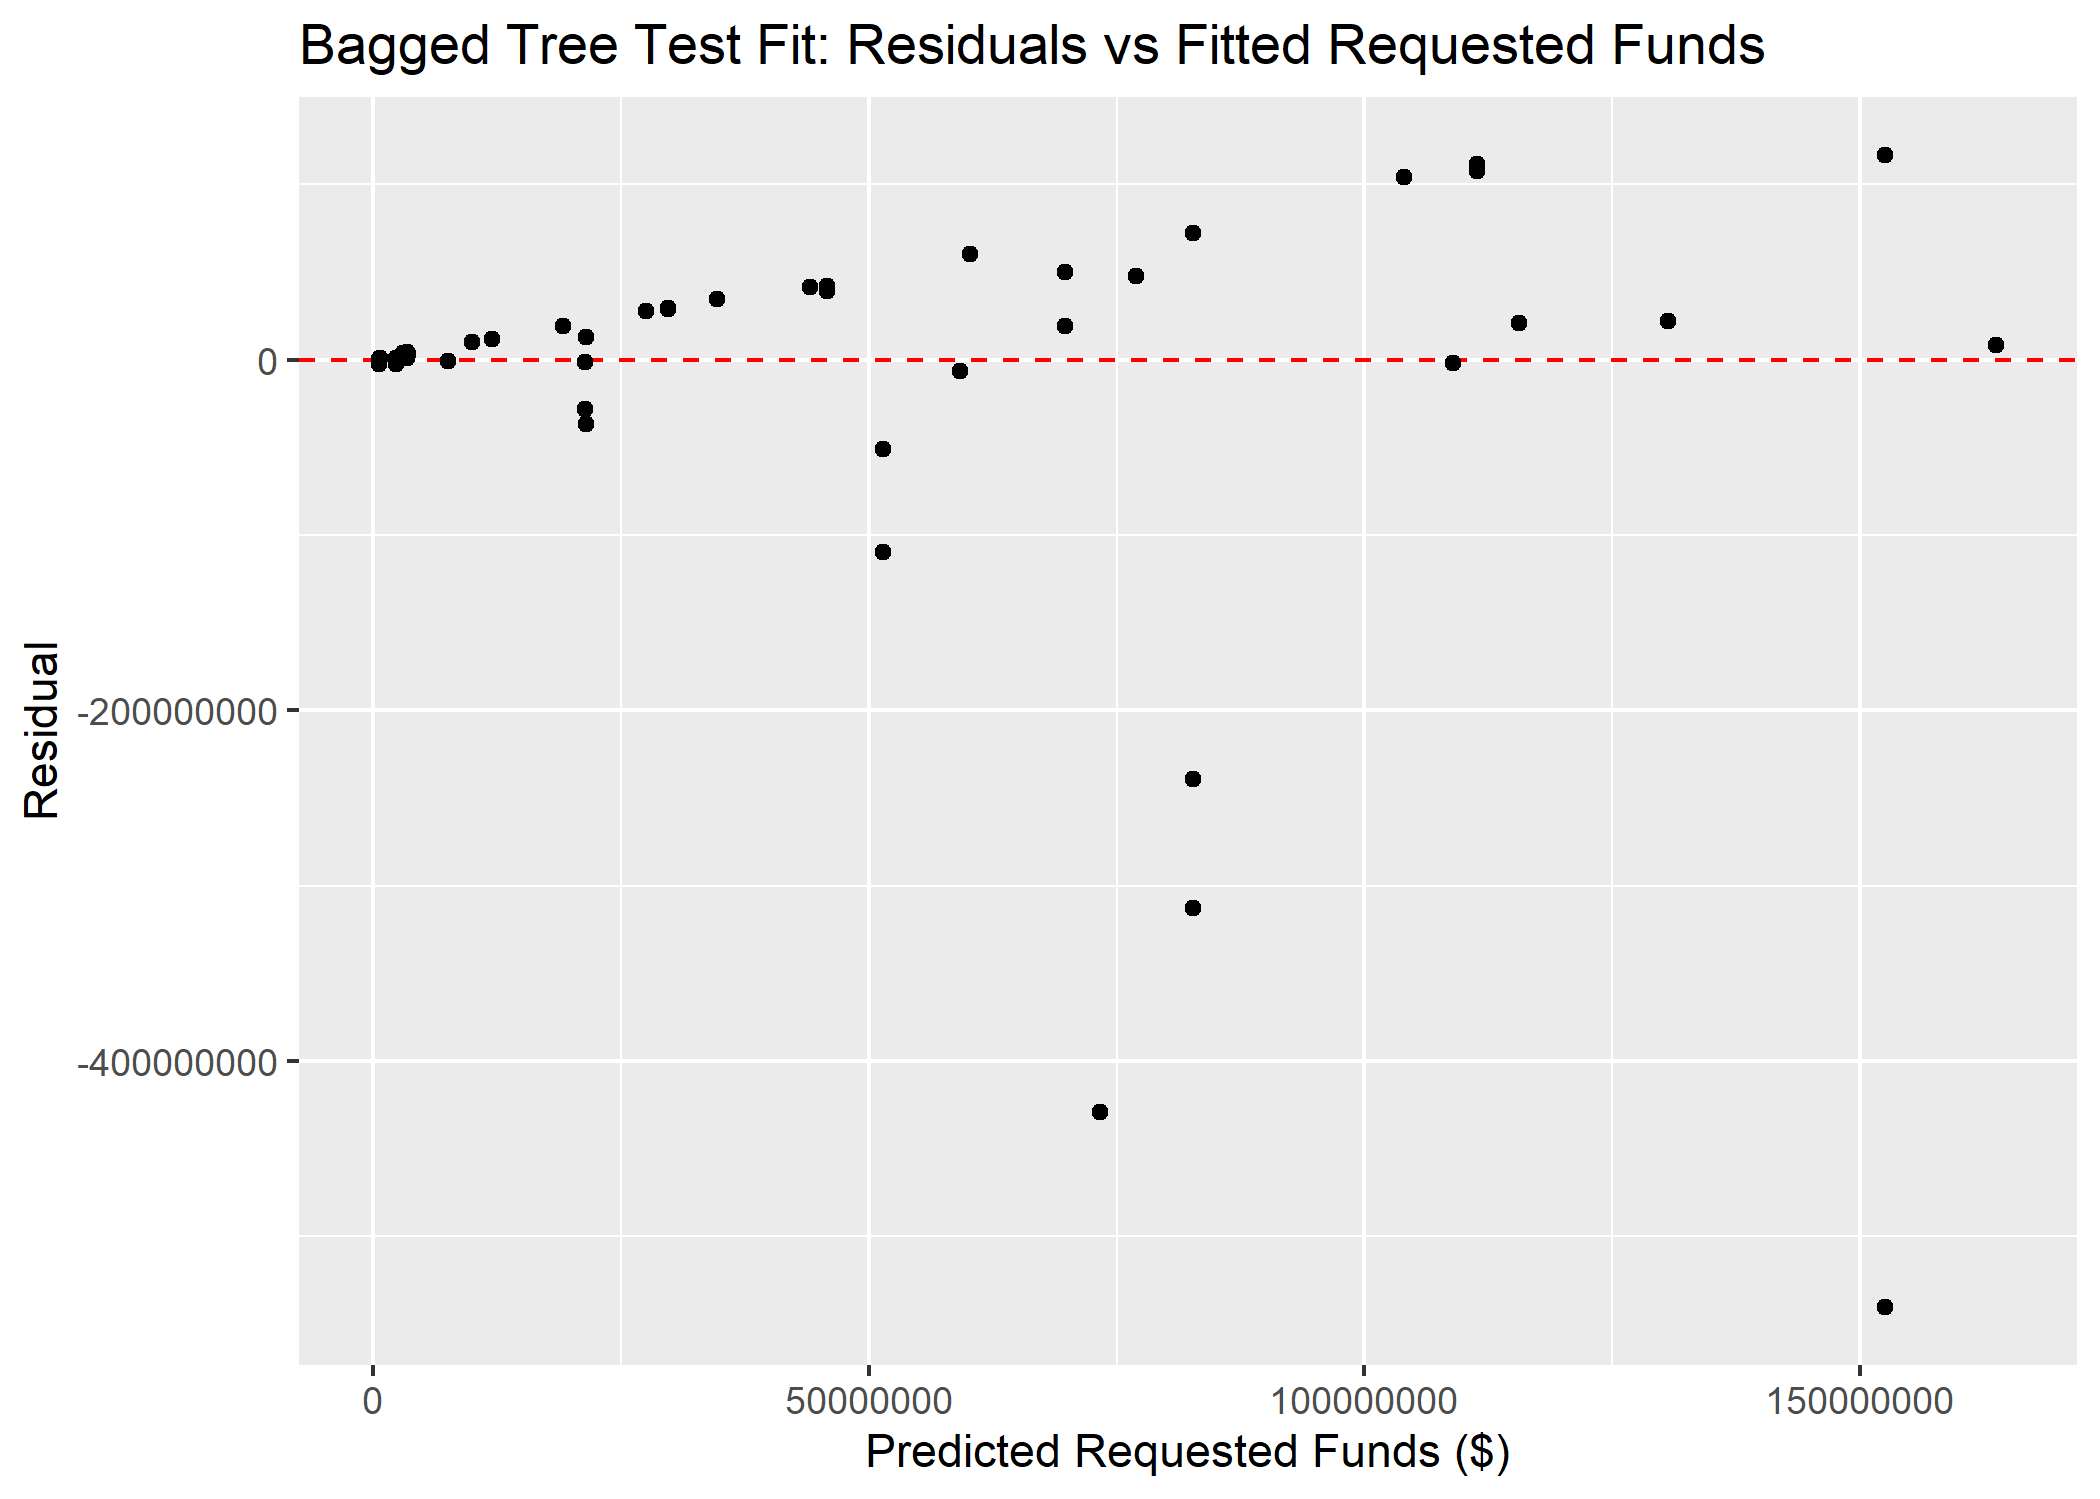 Bagged Tree Test Fit: Residuals vs Fitted Requested Funds
Residual
0
-200000000
-400000000
0
50000000
100000000
150000000
Predicted Requested Funds ($)